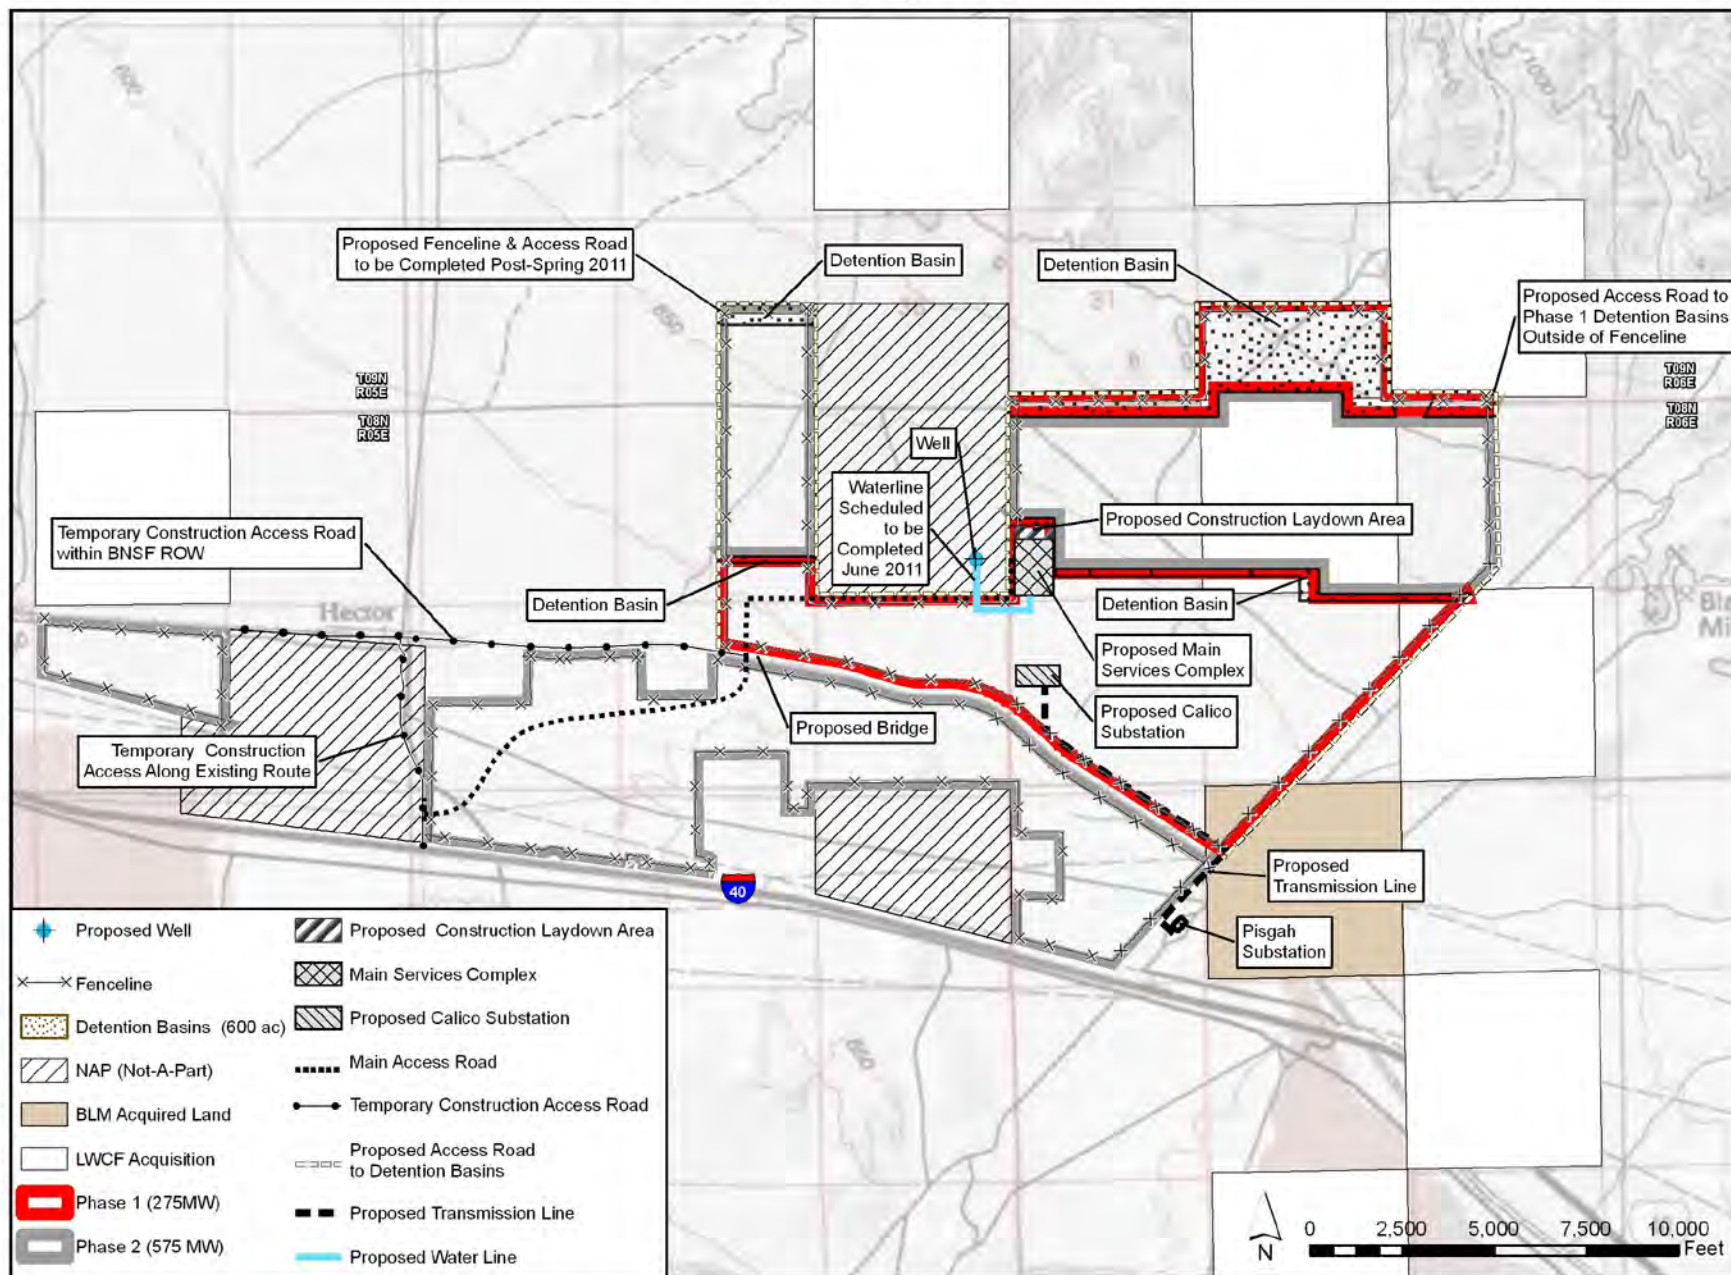 600
1000
Proposed Fenceline & Access Road
to be Completed Post-Spring 2011
Detention Basin
Detention Basin
Proposed Access Road to
Phase 1 Detention Basins
Outside of Fenceline
30
31
650
T09N
R05E
T08N
R05E
T09N
R06E
T08N
R06E
Well
Waterline
Scheduled
to be
Completed
June 2011
Proposed Construction Laydown Area
Temporary Construction Access Road
within BNSF ROW
Detention Basin
Detention Basin
Hector
Proposed Main
Services Complex
Proposed Calico
Substation
Proposed Bridge
Temporary Construction
Access Along Existing Route
Proposed
Transmission Line
40
Pisgah
Substation
660
Proposed Well
Fenceline
Detention Basins (600 ac)
NAP (Not-A-Part)
BLM Acquired Land
LWCF Acquisition
Phase 1 (275MW)
Phase 2 (575 MW)
Proposed Construction Laydown Area
Main Services Complex
Proposed Calico Substation
Main Access Road
Temporary Construction Access Road
Proposed Access Road
to Detention Basins
Proposed Transmission Line
Proposed Water Line
N
0 2,500 5,000 7,500 10,000
Feet